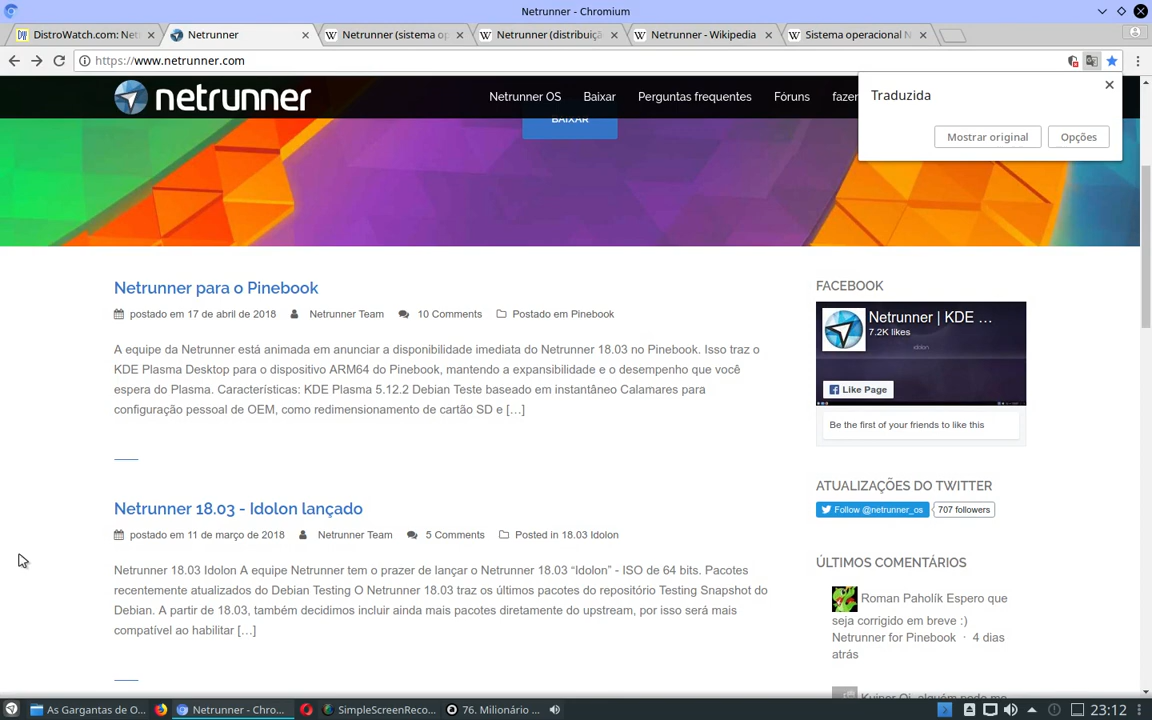 Netrunner - Chromium
DistroWatch.com: Net
Netrunner
Netrunner (sistema op
Netrunner (distribuiçã
Netrunner - Wikipedia
Sistema operacional N
https://www.netrunner.com
netrunner
Netrunner OS
Baixar
Perguntas frequentes
Fóruns
fazer
Traduzida
Mostrar original
Opções
BAIXAR
Netrunner para o Pinebook
postado em 17 de abril de 2018 Netrunner Team 10 Comments Postado em Pinebook
A equipe da Netrunner está animada em anunciar a disponibilidade imediata do Netrunner 18.03 no Pinebook. Isso traz o
KDE Plasma Desktop para o dispositivo ARM64 do Pinebook, mantendo a expansibilidade e o desempenho que você
espera do Plasma. Características: KDE Plasma 5.12.2 Debian Teste baseado em instantâneo Calamares para
configuração pessoal de OEM, como redimensionamento de cartão SD e […]
Netrunner 18.03 - Idolon lançado
postado em 11 de março de 2018 Netrunner Team 5 Comments Posted in 18.03 Idolon
Netrunner 18.03 Idolon A equipe Netrunner tem o prazer de lançar o Netrunner 18.03 “Idolon” - ISO de 64 bits. Pacotes
recentemente atualizados do Debian Testing O Netrunner 18.03 traz os últimos pacotes do repositório Testing Snapshot do
Debian. A partir de 18.03, também decidimos incluir ainda mais pacotes diretamente do upstream, por isso será mais
compatível ao habilitar […]
FACEBOOK
Netrunner | KDE …
7.2K likes
idolon
Like Page
Be the first of your friends to like this
ATUALIZAÇÕES DO TWITTER
Follow @netrunner_os 707 followers
ÚLTIMOS COMENTÁRIOS
Roman Paholík Espero que
seja corrigido em breve :)
Netrunner for Pinebook · 4 dias
atrás
As Gargantas de O...
Netrunner - Chro...
SimpleScreenReco...
76. Milionário ...
23:12